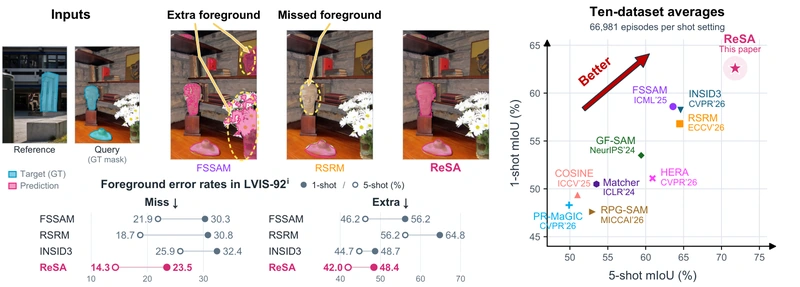 Inputs
Extra foreground
Missed foreground
Reference
Query
(GT mask)
FSSAM
RSRM
ReSA
Target (GT)
Prediction
Foreground error rates in LVIS-92ⁱ
1-shot / 5-shot (%)
Miss ↓
Extra ↓
FSSAM
21.9
30.3
FSSAM
46.2
56.2
RSRM
18.7
30.8
RSRM
56.2
64.8
INSID3
25.9
32.4
INSID3
44.7
48.7
ReSA
14.3
23.5
ReSA
42.0
48.4
10
20
30
40
50
60
70
Ten-dataset averages
66,981 episodes per shot setting
ReSA
This paper
Better
FSSAM
ICML'25
INSID3
CVPR'26
RSRM
ECCV'26
GF-SAM
NeurIPS'24
HERA
CVPR'26
COSINE
ICCV'25
Matcher
ICLR'24
PR-MaGIC
CVPR'26
RPG-SAM
MICCAI'26
1-shot mIoU (%)
65
60
55
50
45
50
55
60
65
70
75
5-shot mIoU (%)